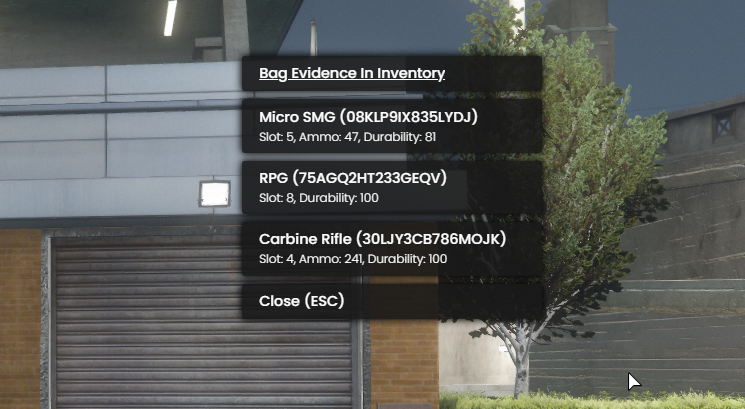 Bag Evidence In Inventory
Micro SMG (08KLP9IX835LYDJ)
Slot: 5, Ammo: 47, Durability: 81
RPG (75AGQ2HT233GEQV)
Slot: 8, Durability: 100
Carbine Rifle (30LJY3CB786MOJK)
Slot: 4, Ammo: 241, Durability: 100
Close (ESC)